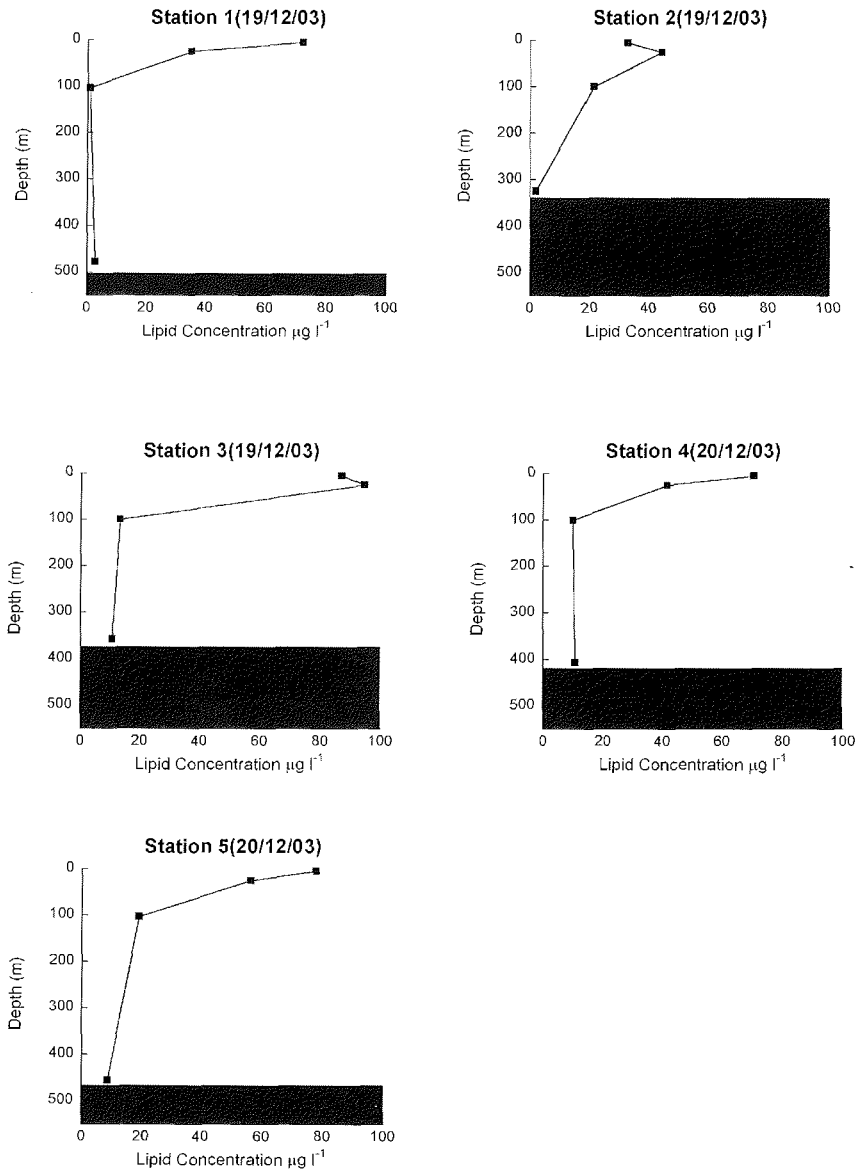 Station 1(19/12/03)
0
100
200
300
400
500
Depth (m)
0 20 40 60 80 100
Lipid Concentration µg l-1
Station 2(19/12/03)
0
100
200
300
400
500
Depth (m)
0 20 40 60 80 100
Lipid Concentration µg l-1
Station 3(19/12/03)
0
100
200
300
400
500
Depth (m)
0 20 40 60 80 100
Lipid Concentration µg l-1
Station 4(20/12/03)
0
100
200
300
400
500
Depth (m)
0 20 40 60 80 100
Lipid Concentration µg l-1
Station 5(20/12/03)
0
100
200
300
400
500
Depth (m)
0 20 40 60 80 100
Lipid Concentration µg l-1